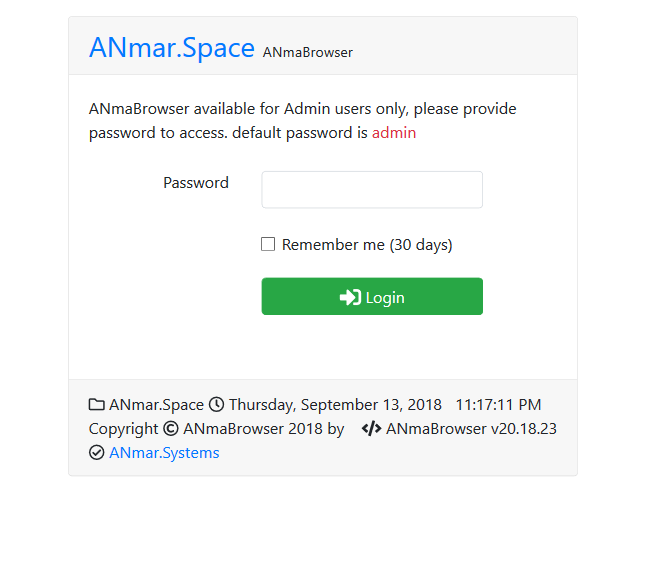 ANmar.Space ANmaBrowser
ANmaBrowser available for Admin users only, please provide
password to access. default password is admin
Password
Remember me (30 days)
Login
ANmar.Space Thursday, September 13, 2018 11:17:11 PM
Copyright © ANmaBrowser 2018 by </> ANmaBrowser v20.18.23
ANmar.Systems